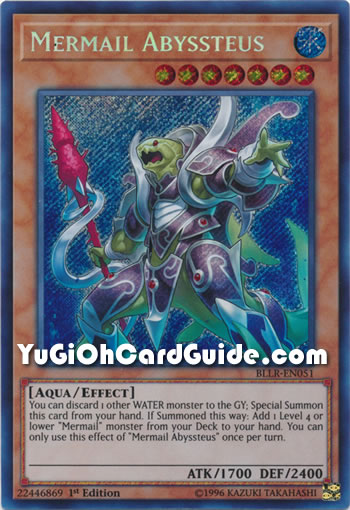 MERMAIL ABYSSTEUS
YuGiOhCardGuide.com
BLLR-EN051
[AQUA/EFFECT]
You can discard 1 other WATER monster to the GY; Special Summon
this card from your hand. If Summoned this way: Add 1 Level 4 or
lower "Mermail" monster from your Deck to your hand. You can
only use this effect of "Mermail Abyssteus" once per turn.
ATK/1700 DEF/2400
22446869 1st Edition ©1996 KAZUKI TAKAHASHI